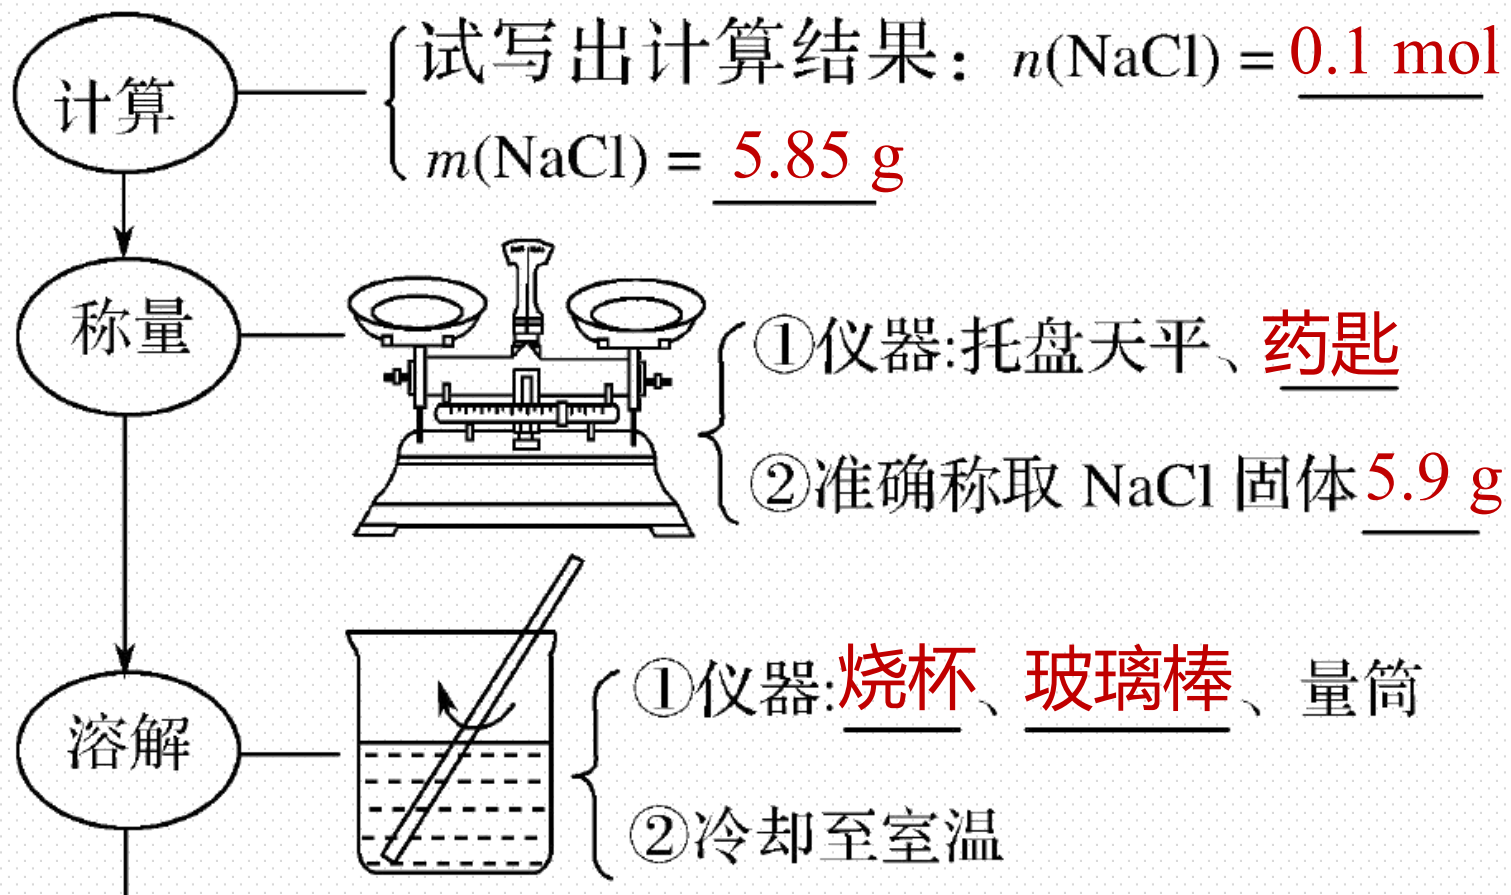 计算
试写出计算结果：n(NaCl) = 0.1 mol
m(NaCl) = 5.85 g
称量
①仪器:托盘天平、药匙
②准确称取 NaCl 固体5.9 g
溶解
①仪器:烧杯、玻璃棒、量筒
②冷却至室温